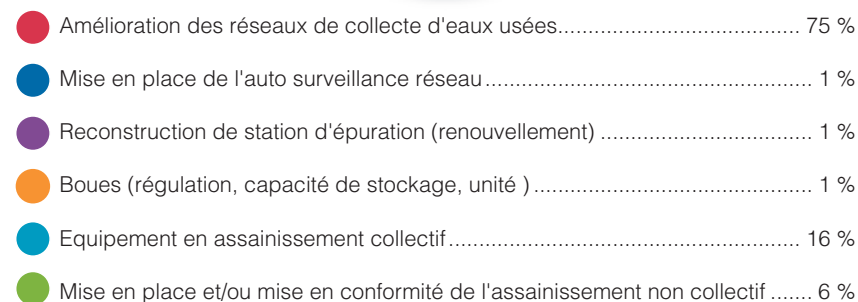 Amélioration des réseaux de collecte d'eaux usées.................................... 75 %
Mise en place de l'auto surveillance réseau.................................................. 1 %
Reconstruction de station d'épuration (renouvellement) ................................ 1 %
Boues (régulation, capacité de stockage, unité ) .......................................... 1 %
Equipement en assainissement collectif..................................................... 16 %
Mise en place et/ou mise en conformité de l'assainissement non collectif ....... 6 %